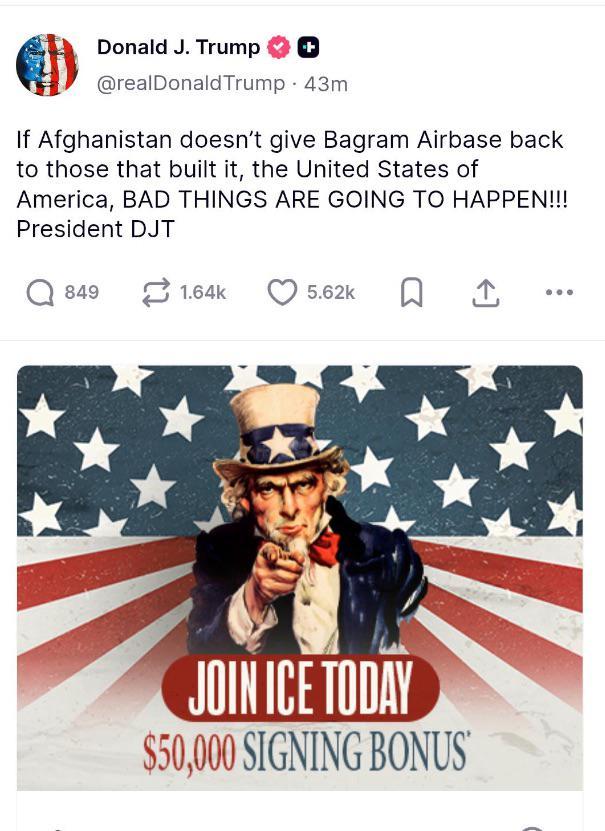 Donald J. Trump
@realDonaldTrump · 43m
If Afghanistan doesn’t give Bagram Airbase back
to those that built it, the United States of
America, BAD THINGS ARE GOING TO HAPPEN!!!
President DJT
849 1.64k 5.62k
JOIN ICE TODAY
$50,000 SIGNING BONUS*